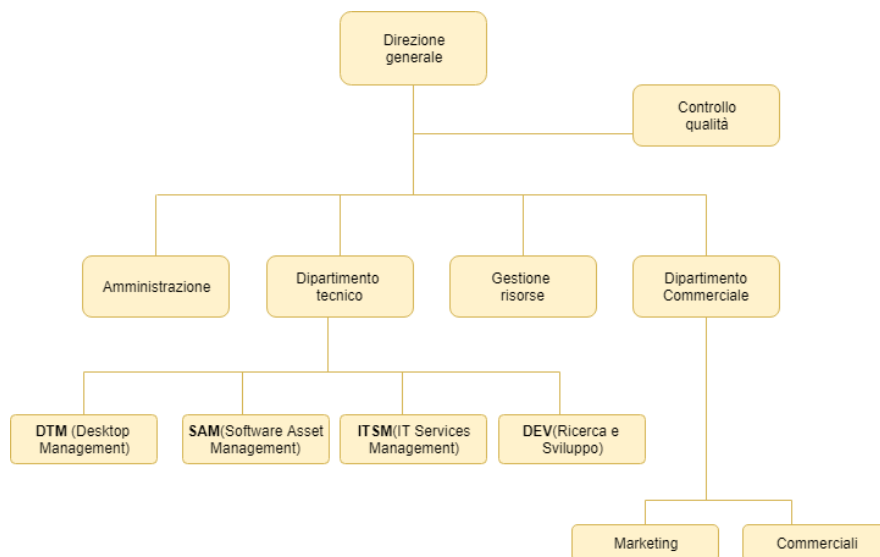 Direzione
generale
Controllo
qualità
Amministrazione
Dipartimento
tecnico
Gestione
risorse
Dipartimento
Commerciale
DTM (Desktop
Management)
SAM(Software Asset
Management)
ITSM(IT Services
Management)
DEV(Ricerca e
Sviluppo)
Marketing
Commerciali